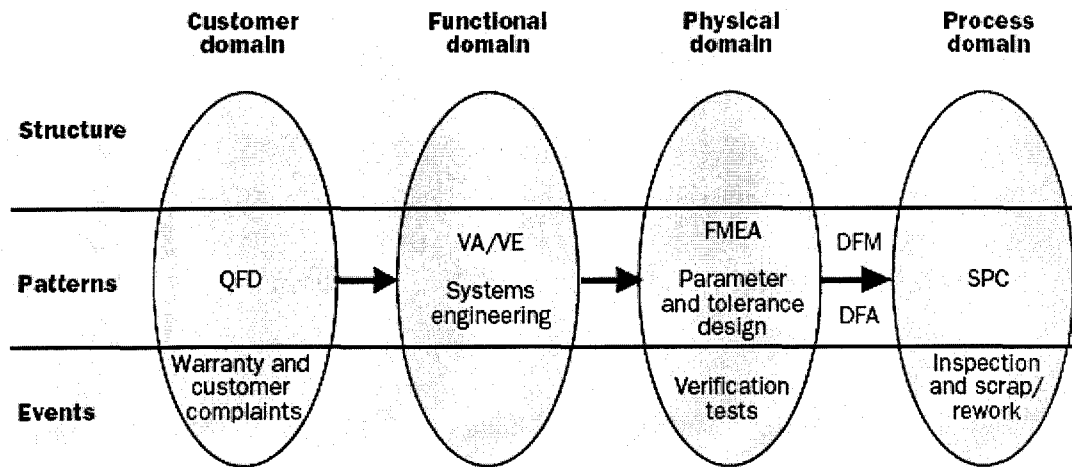 Customer
domain
Functional
domain
Physical
domain
Process
domain
Structure
Patterns
QFD
VA/VE
Systems
engineering
FMEA
Parameter
and tolerance
design
DFM
DFA
SPC
Events
Warranty and
customer
complaints
Verification
tests
Inspection
and scrap/
rework